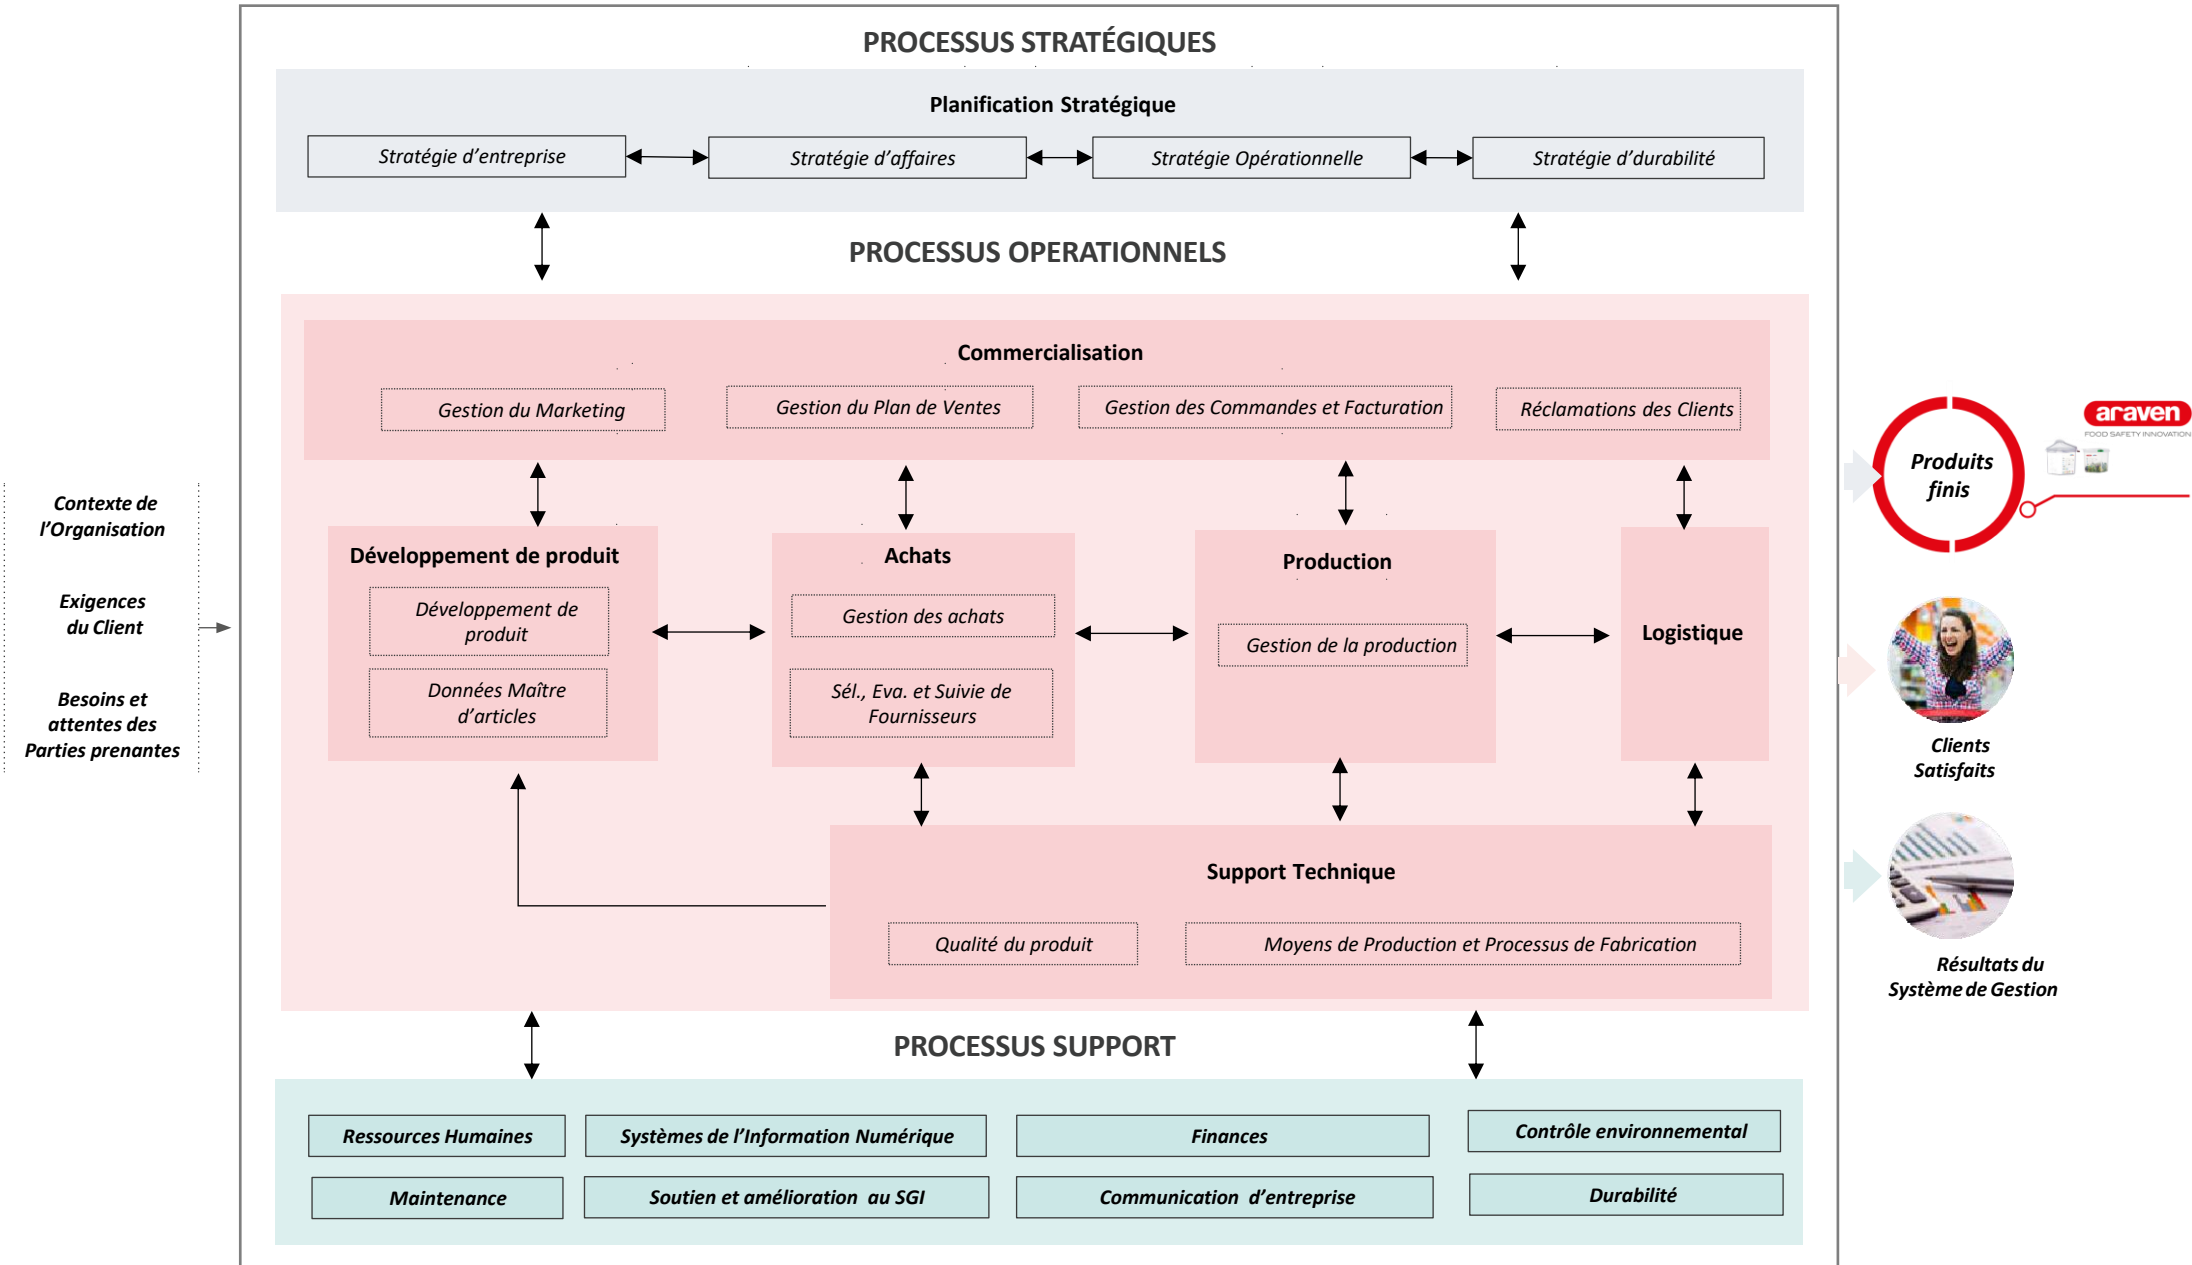 PROCESSUS STRATÉGIQUES
Planification Stratégique
Stratégie d’entreprise
Stratégie d’affaires
Stratégie Opérationnelle
Stratégie d’durabilité
PROCESSUS OPERATIONNELS
Commercialisation
Gestion du Marketing
Gestion du Plan de Ventes
Gestion des Commandes et Facturation
Réclamations des Clients
Contexte de
l’Organisation
Exigences
du Client
Besoins et
attentes des
Parties prenantes
Développement de produit
Développement de
produit
Données Maître
d’articles
Achats
Gestion des achats
Sél., Eva. et Suivie de
Fournisseurs
Production
Gestion de la production
Logistique
Support Technique
Qualité du produit
Moyens de Production et Processus de Fabrication
PROCESSUS SUPPORT
Ressources Humaines
Systèmes de l’Information Numérique
Finances
Contrôle environnemental
Maintenance
Soutien et amélioration au SGI
Communication d’entreprise
Durabilité
Produits
finis
araven
FOOD SAFETY INNOVATION
Clients
Satisfaits
Résultats du
Système de Gestion